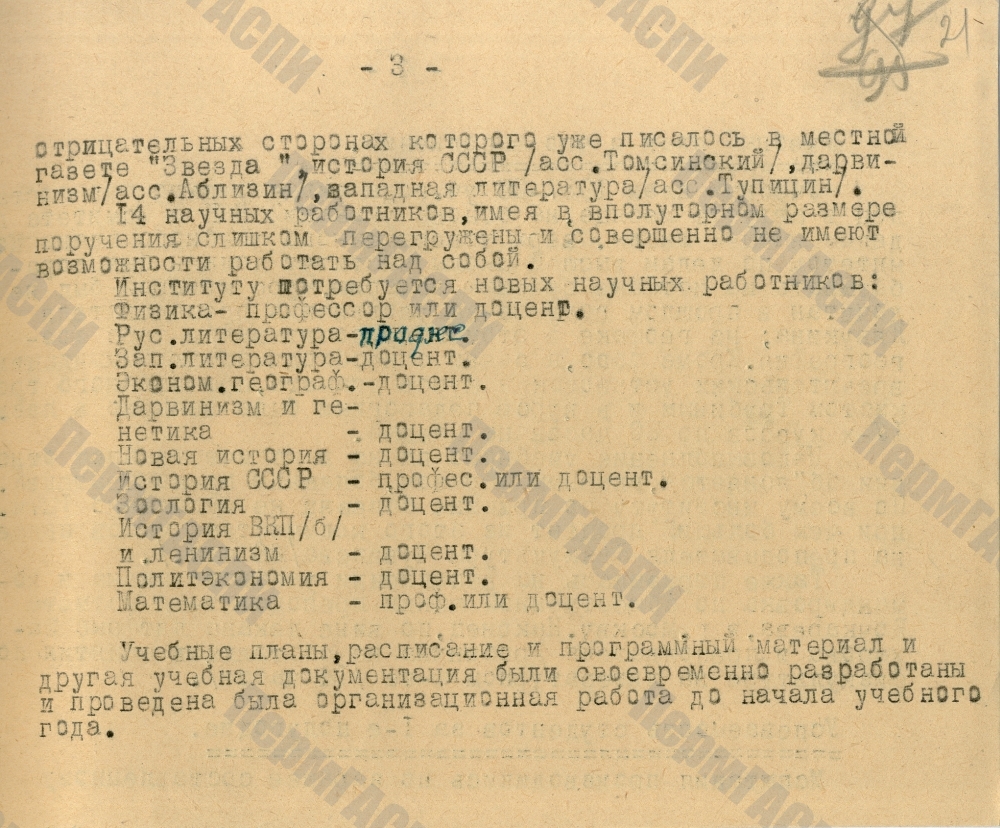 21
- 3 -
отрицательных сторонах которого уже писалось в местной
газете "Звезда ",история СССР /асс.Томсинский/,дарви-
низм/асс.Аблизин/,западная литература/асс.Тупицин/.
14 научных работников,имея в вполуторном размере
поручения слишком перегружены и совершенно не имеют
возможности работать над собой.
Институту потребуется новых научных работников:
Физика- профессор или доцент.
Рус.литература-
Зап.литература-доцент.
Эконом.географ.-доцент.
Дарвинизм и ге-
нетика - доцент.
Новая история - доцент.
История СССР - профес.или доцент.
Зоология - доцент.
История ВКП/б/
и ленинизм - доцент.
Политэкономия - доцент.
Математика - проф.или доцент.
Учебные планы,расписание и программный материал и
другая учебная документация были своевременно разработаны
и проведена была организационная работа до начала учебного
года.
ПермГАСПИ